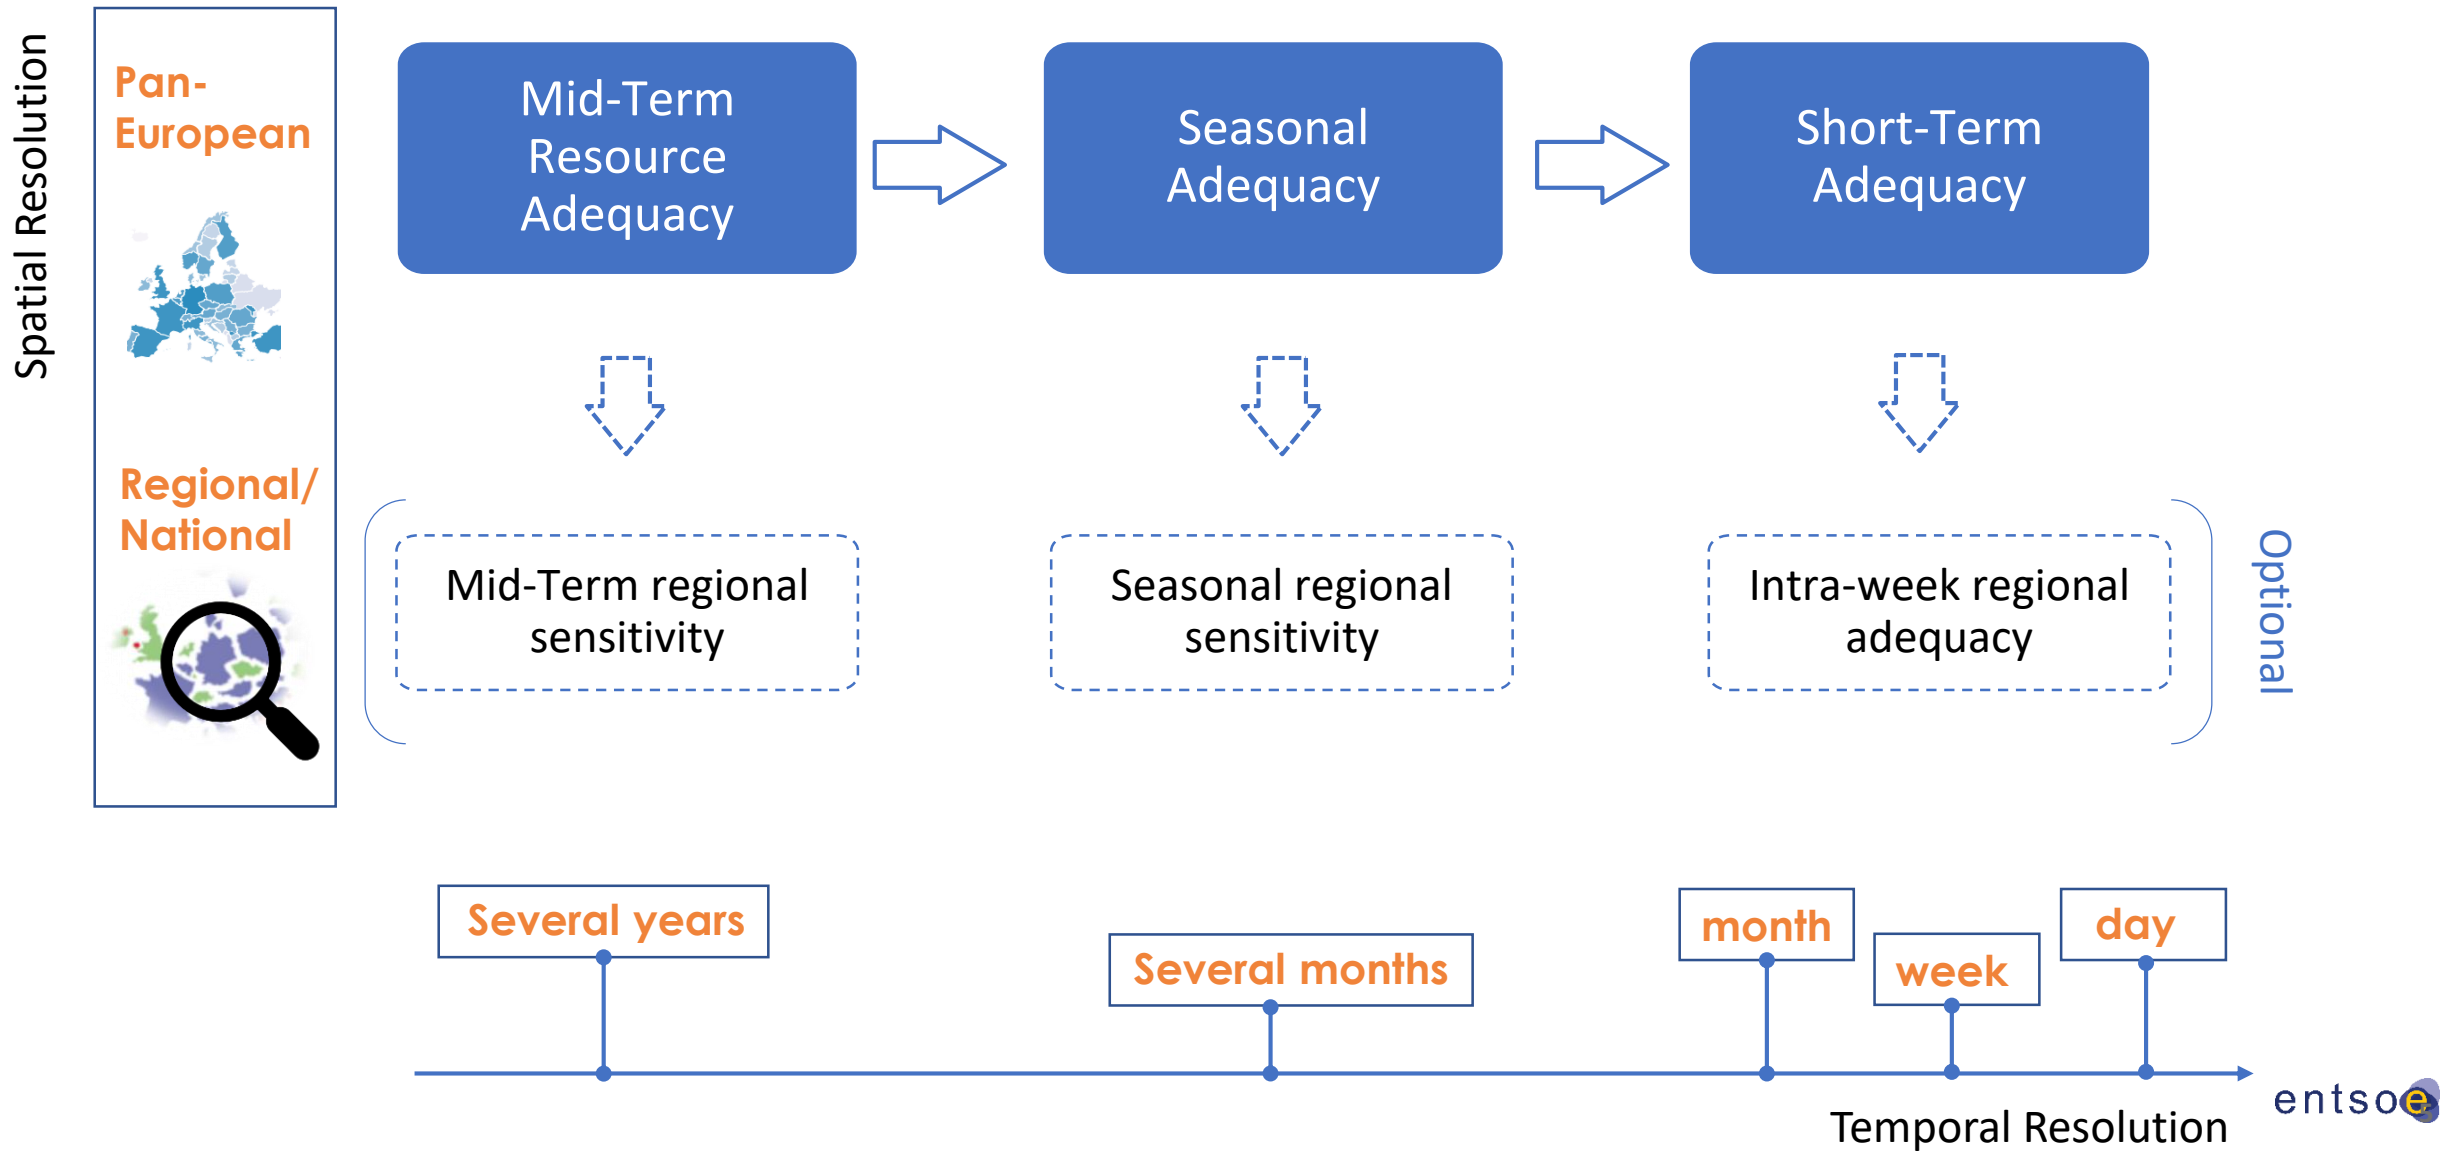 Spatial Resolution
Pan-
European
Mid-Term
Resource
Adequacy
Seasonal
Adequacy
Short-Term
Adequacy
Regional/
National
Mid-Term regional
sensitivity
Seasonal regional
sensitivity
Intra-week regional
adequacy
Optional
Several years
Several months
month
week
day
Temporal Resolution
entsoe